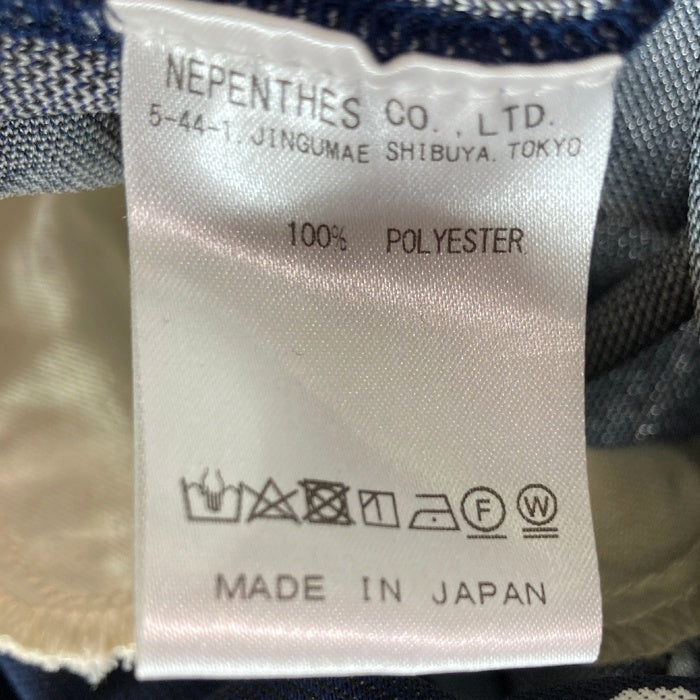 NEPENTHES CO., LTD.
5-44-1, JINGUMAE SHIBUYA. TOKYO
100% POLYESTER
F W
MADE IN JAPAN